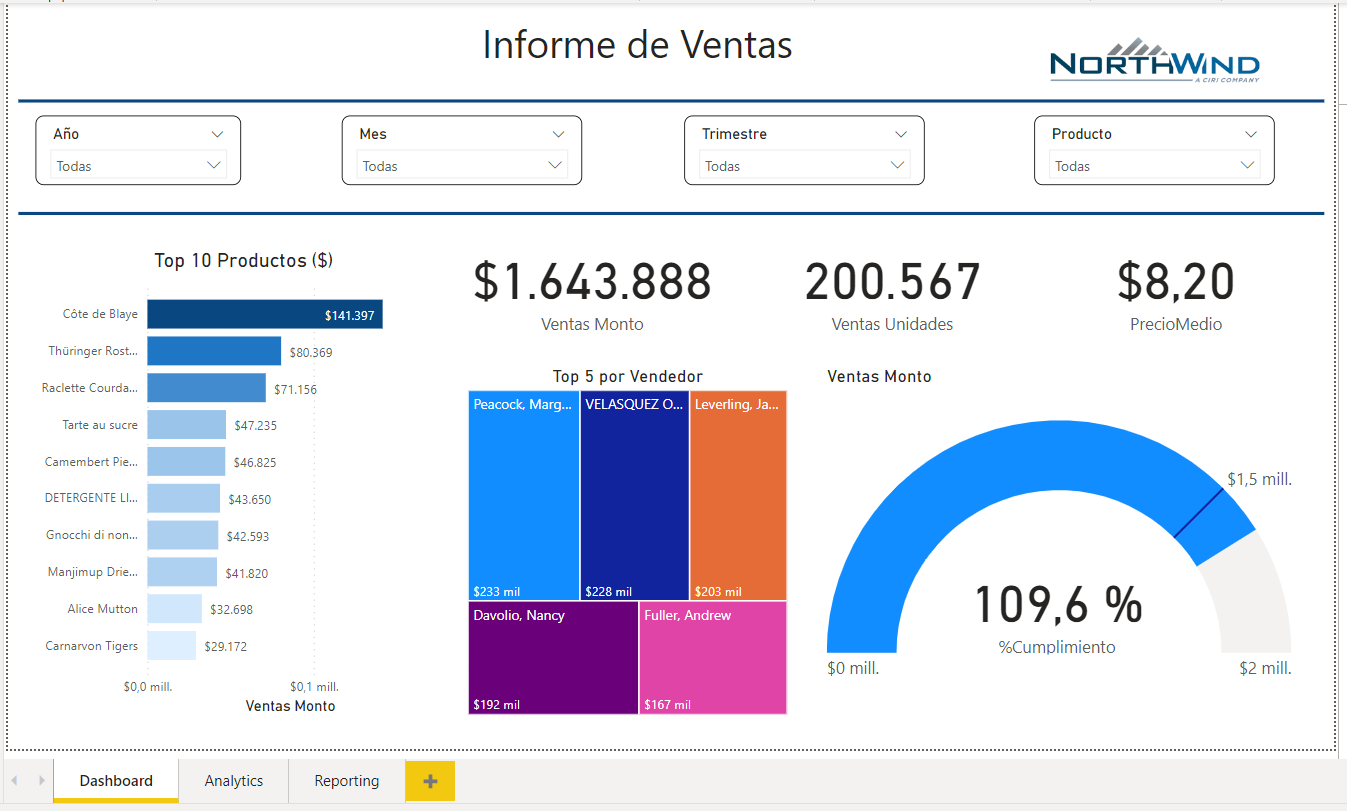 Informe de Ventas
NORTHWIND
A CIRI COMPANY
Año
Todas
Mes
Todas
Trimestre
Todas
Producto
Todas
Top 10 Productos ($)
Côte de Blaye $141.397
Thüringer Rost... $80.369
Raclette Courda... $71.156
Tarte au sucre $47.235
Camembert Pie... $46.825
DETERGENTE LI... $43.650
Gnocchi di non... $42.593
Manjimup Drie... $41.820
Alice Mutton $32.698
Carnarvon Tigers $29.172
$0,0 mill. $0,1 mill.
Ventas Monto
$1.643.888
Ventas Monto
200.567
Ventas Unidades
$8,20
PrecioMedio
Top 5 por Vendedor
Peacock, Marg...
$233 mil
VELASQUEZ O...
$228 mil
Leverling, Ja...
$203 mil
Davolio, Nancy
$192 mil
Fuller, Andrew
$167 mil
Ventas Monto
$1,5 mill.
109,6 %
%Cumplimiento
$0 mill.
$2 mill.
Dashboard
Analytics
Reporting